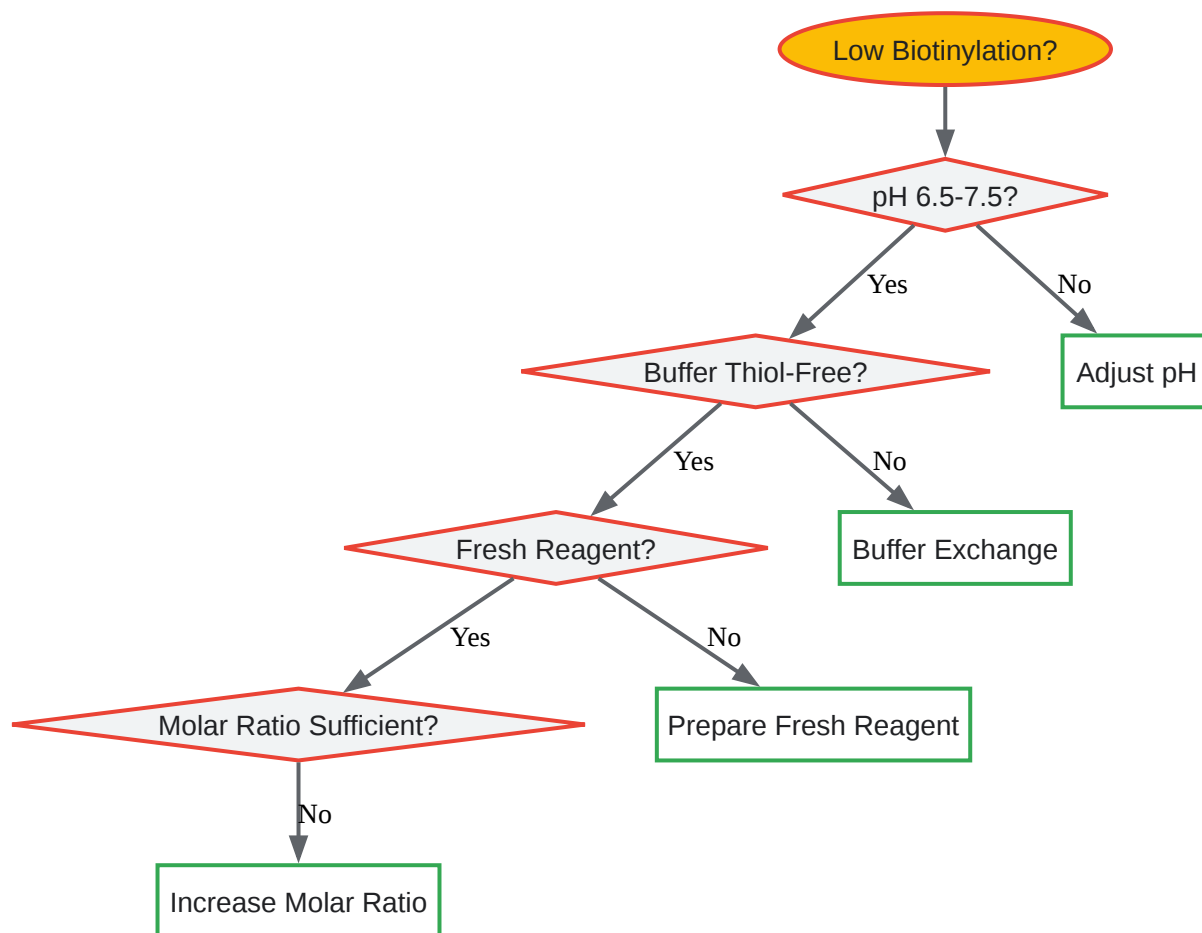 Low Biotinylation?
pH 6.5-7.5?
Yes
No
Buffer Thiol-Free?
Adjust pH
Yes
No
Fresh Reagent?
Buffer Exchange
Yes
No
Molar Ratio Sufficient?
Prepare Fresh Reagent
No
Increase Molar Ratio